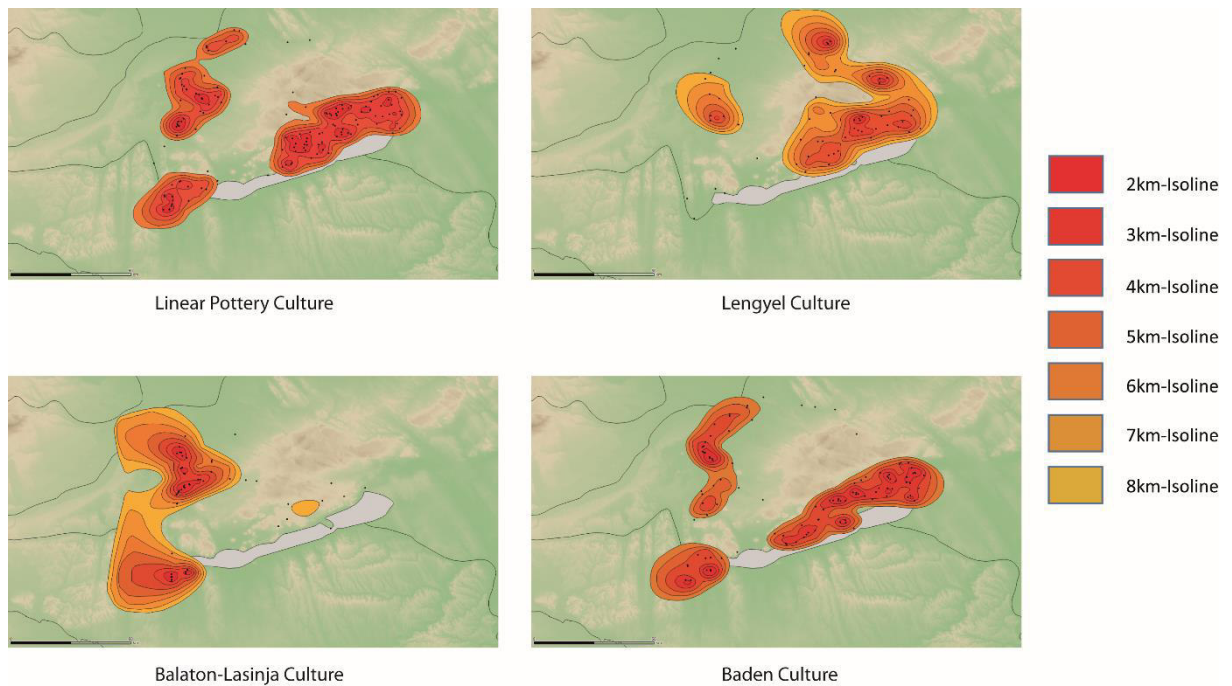 Linear Pottery Culture
Lengyel Culture
2km-Isoline
3km-Isoline
4km-Isoline
5km-Isoline
6km-Isoline
7km-Isoline
8km-Isoline
Balaton-Lasinja Culture
Baden Culture